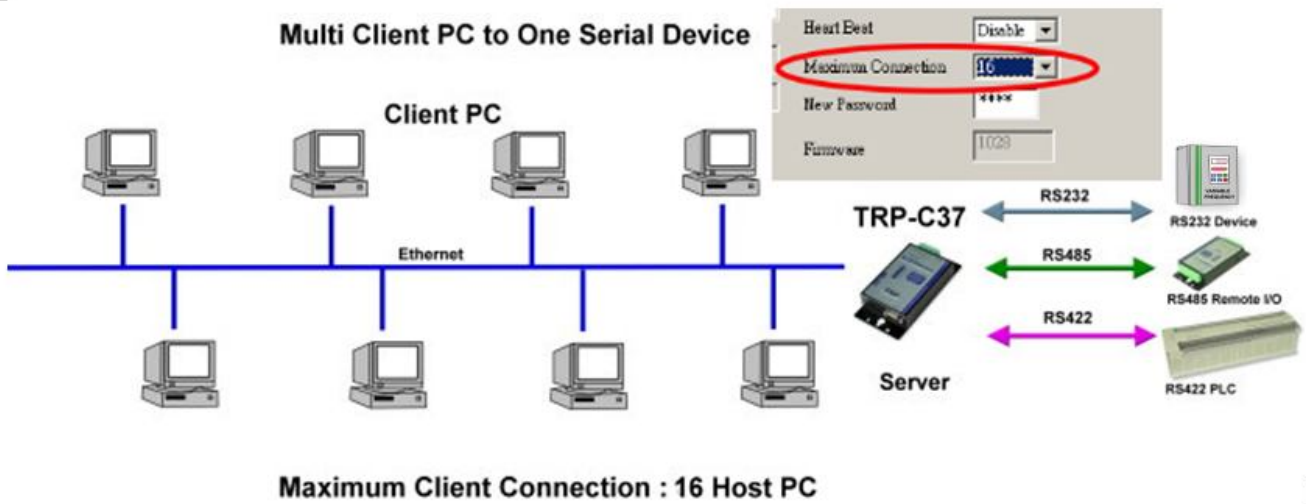 Multi Client PC to One Serial Device
Heart Beat Disable
Maximum Connection 16
New Password ****
Firmware 1028
Client PC
TRP-C37
RS232
RS232 Device
VARIABLE
FREQUENCY
Ethernet
RS485
RS485 Remote I/O
RS422
RS422 PLC
Server
Maximum Client Connection : 16 Host PC